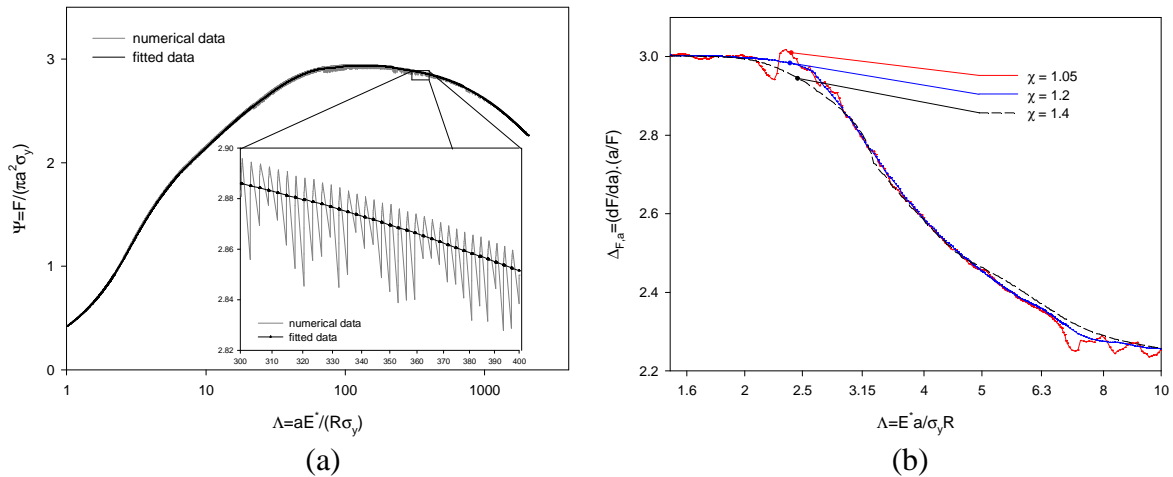 (a)
numerical data
fitted data
Ψ=F/(πa²σy)
3
2
1
0
2.90
2.88
2.86
2.84
2.82
numerical data
fitted data
300 310 320 330 340 350 360 370 380 390 400
1 10 100 1000
Λ=aE*/(Rσy)
(a)
(b)
ΔF,a=(dF/da).(a/F)
3.0
2.8
2.6
2.4
2.2
χ = 1.05
χ = 1.2
χ = 1.4
1.6 2 2.5 3.15 4 5 6.3 8 10
Λ=E*a/σyR
(b)